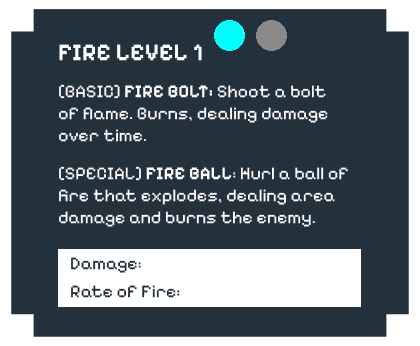 FIRE LEVEL 1
(BASIC) FIRE BOLT: Shoot a bolt
of flame. Burns, dealing damage
over time.
(SPECIAL) FIRE BALL: Hurl a ball of
fire that explodes, dealing area
damage and burns the enemy.
Damage:
Rate of Fire: